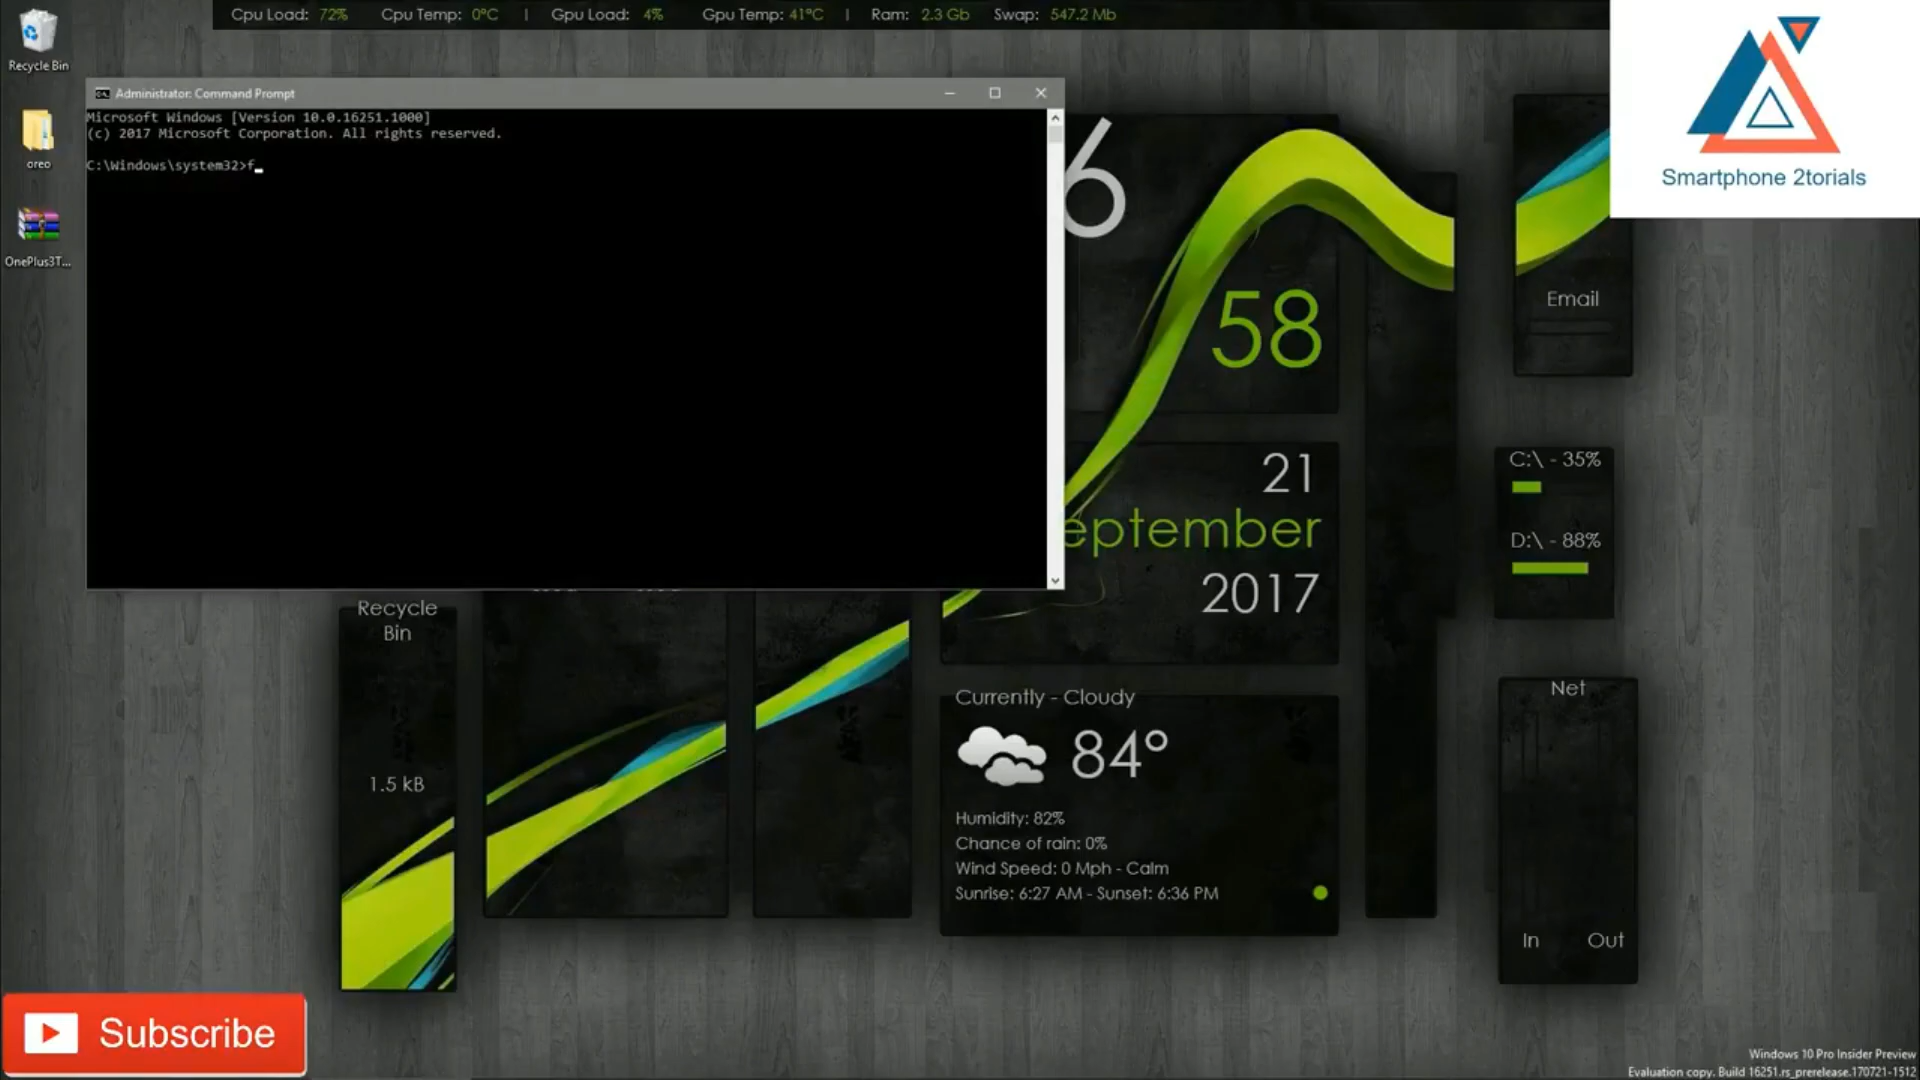 Cpu Load: 72% Cpu Temp: 0°C | Gpu Load: 4% Gpu Temp: 41°C | Ram: 2.3 Gb Swap: 547.2 Mb
Recycle Bin
oreo
OnePlus3T...
Administrator: Command Prompt
Microsoft Windows [Version 10.0.16251.1000]
(c) 2017 Microsoft Corporation. All rights reserved.
C:\Windows\system32>f_
Smartphone 2torials
6
58
21
eptember
2017
Email
C:\ - 35%
D:\ - 88%
Recycle
Bin
1.5 kB
Currently - Cloudy
84°
Humidity: 82%
Chance of rain: 0%
Wind Speed: 0 Mph - Calm
Sunrise: 6:27 AM - Sunset: 6:36 PM
Net
In Out
Subscribe
Windows 10 Pro Insider Preview
Evaluation copy. Build 16251.rs_prerelease.170721-1512